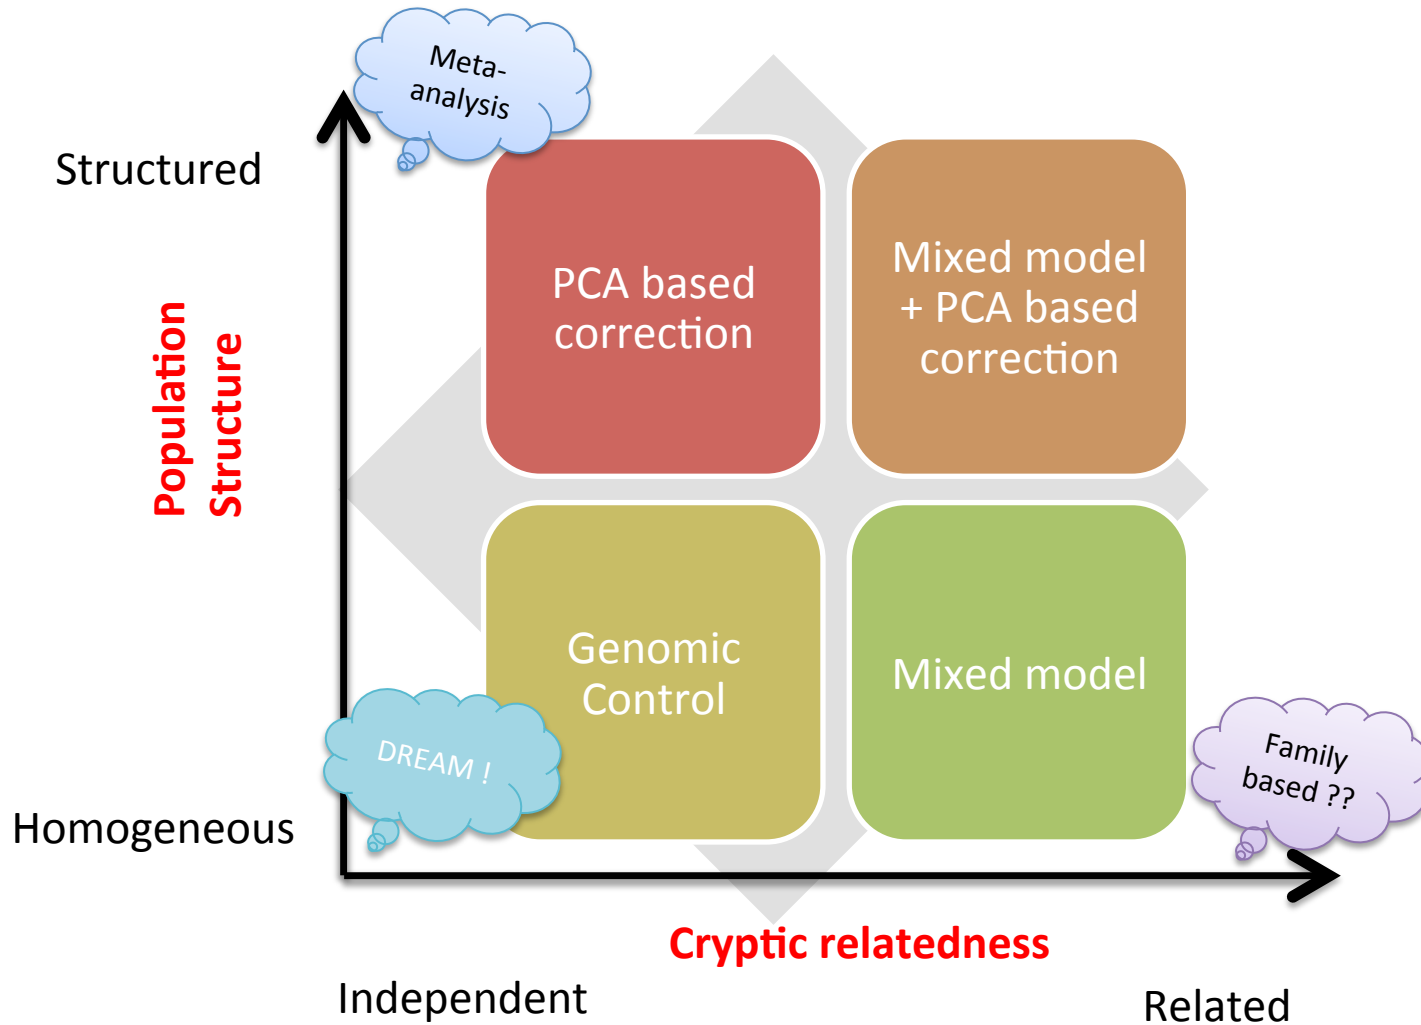 Meta-
analysis
Structured
PCA based
correction
Mixed model
+ PCA based
correction
Population
Structure
Genomic
Control
Mixed model
DREAM !
Family
based ??
Homogeneous
Cryptic relatedness
Independent
Related